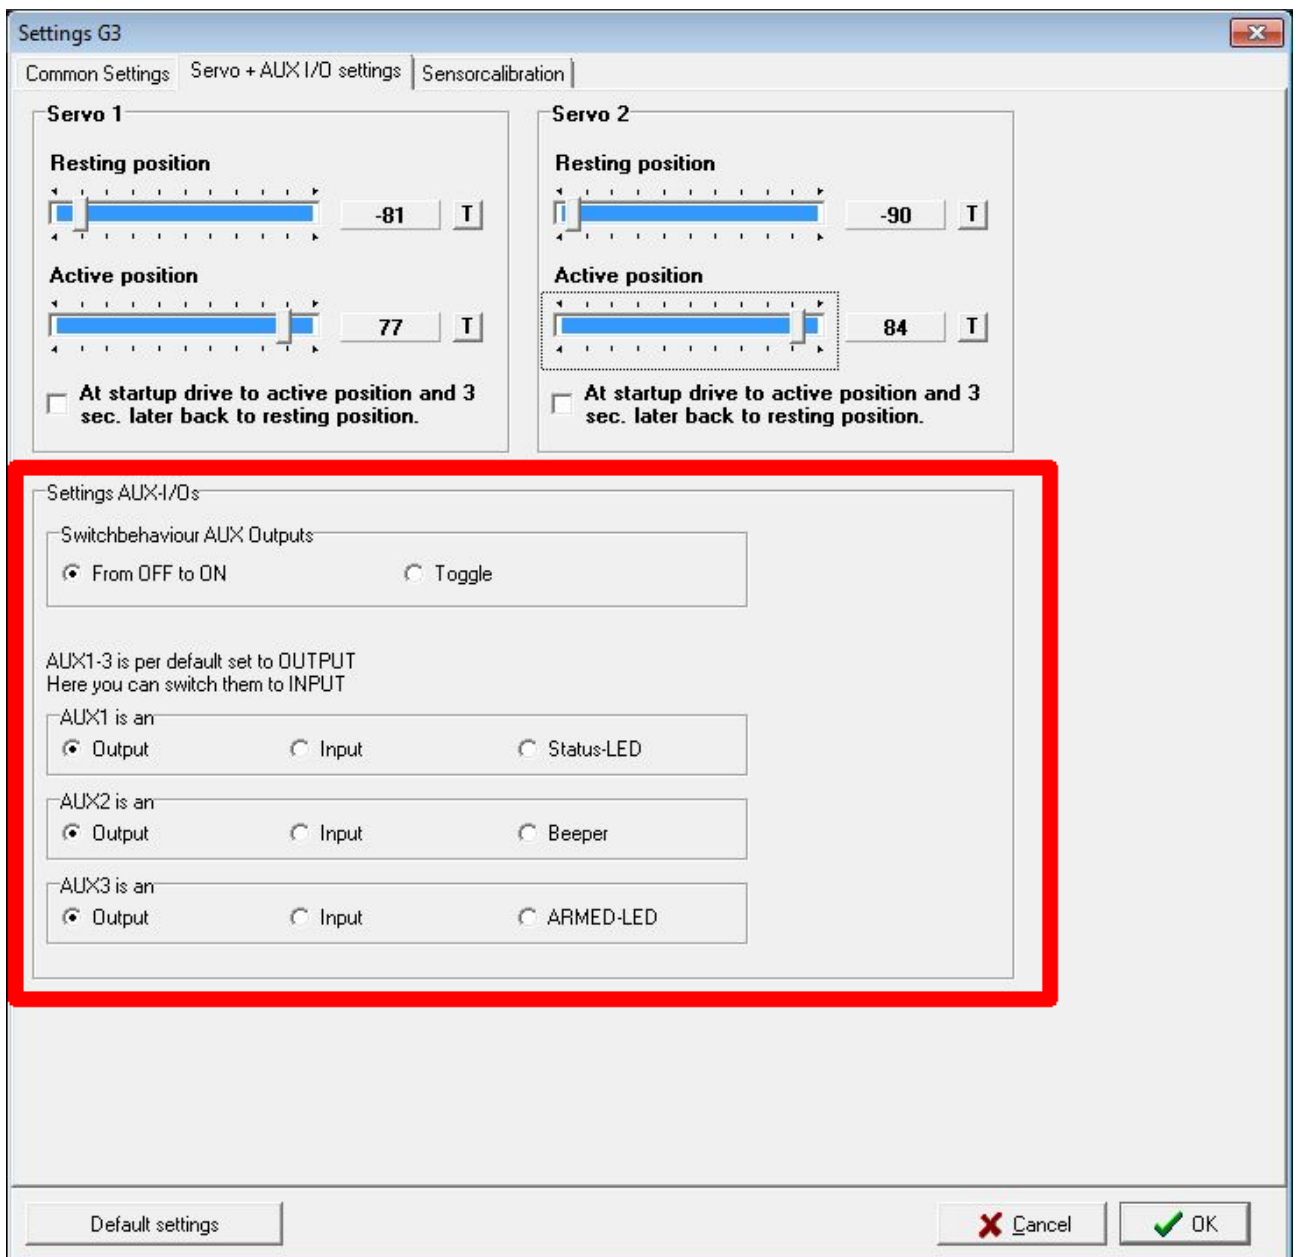 Settings G3
Common Settings
Servo + AUX I/O settings
Sensorcalibration
Servo 1
Resting position
-81
T
Active position
77
T
At startup drive to active position and 3
sec. later back to resting position.
Servo 2
Resting position
-90
T
Active position
84
T
At startup drive to active position and 3
sec. later back to resting position.
Settings AUX-I/Os
Switchbehaviour AUX Outputs
From OFF to ON
Toggle
AUX1-3 is per default set to OUTPUT
Here you can switch them to INPUT
AUX1 is an
Output
Input
Status-LED
AUX2 is an
Output
Input
Beeper
AUX3 is an
Output
Input
ARMED-LED
Default settings
Cancel
OK